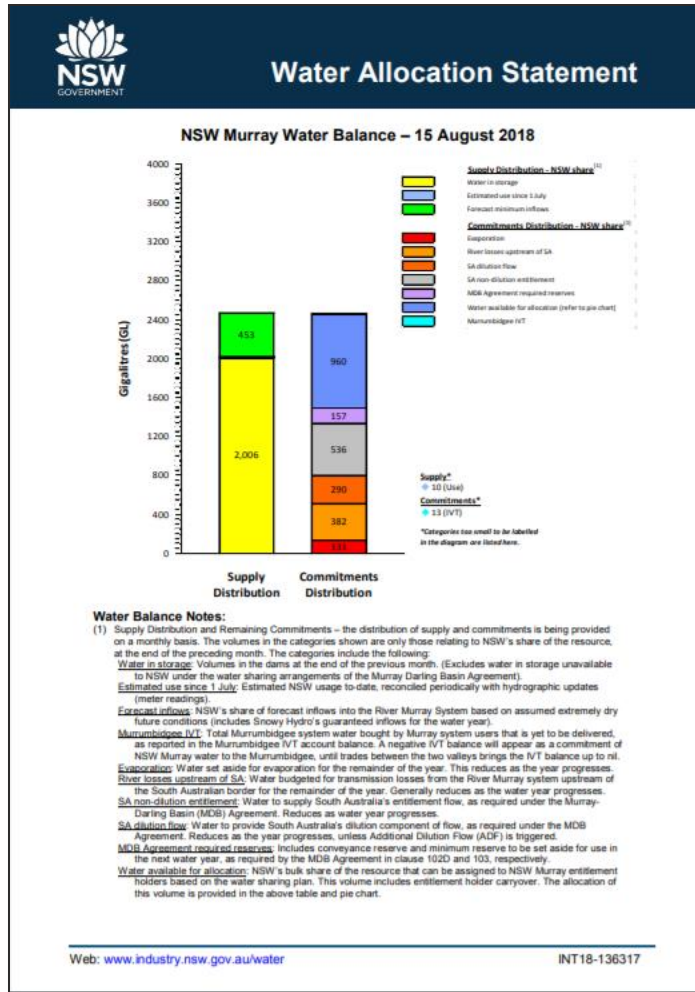 NSW
GOVERNMENT
Water Allocation Statement
NSW Murray Water Balance – 15 August 2018
4000
3600
3200
2800
2400
2000
1600
1200
800
400
0
Gigalitres (GL)
453
2,006
960
157
536
290
382
131
Supply
Distribution
Commitments
Distribution
Supply Distribution - NSW share
Water in storage
Estimated use since 1 July
Forecast minimum inflows
Commitments Distribution - NSW share
Evaporation
River losses upstream of SA
SA dilution flow
SA non-dilution entitlement
MDB Agreement required reserves
Water available for allocation (refer to pie chart)
Murrumbidgee IVT
Supply*
10 (Use)
Commitments*
13 (IVT)
*Categories too small to be labelled
in the diagram are listed here.
Water Balance Notes:
(1) Supply Distribution and Remaining Commitments – the distribution of supply and commitments is being provided
on a monthly basis. The volumes in the categories shown are only those relating to NSW's share of the resource,
at the end of the preceding month. The categories include the following:
Water in storage: Volumes in the dams at the end of the previous month. (Excludes water in storage unavailable
to NSW under the water sharing arrangements of the Murray Darling Basin Agreement).
Estimated use since 1 July: Estimated NSW usage to-date, reconciled periodically with hydrographic updates
(meter readings).
Forecast inflows: NSW's share of forecast inflows into the River Murray System based on assumed extremely dry
future conditions (includes Snowy Hydro's guaranteed inflows for the water year).
Murrumbidgee IVT: Total Murrumbidgee system water bought by Murray system users that is yet to be delivered,
as reported in the Murrumbidgee IVT account balance. A negative IVT balance will appear as a commitment of
NSW Murray water to the Murrumbidgee, until trades between the two valleys brings the IVT balance up to nil.
Evaporation: Water set aside for evaporation for the remainder of the year. This reduces as the year progresses.
River losses upstream of SA: Water budgeted for transmission losses from the River Murray system upstream of
the South Australian border for the remainder of the year. Generally reduces as the water year progresses.
SA non-dilution entitlement: Water to supply South Australia's entitlement flow, as required under the Murray-
Darling Basin (MDB) Agreement. Reduces as water year progresses.
SA dilution flow: Water to provide South Australia's dilution component of flow, as required under the MDB
Agreement. Reduces as the year progresses, unless Additional Dilution Flow (ADF) is triggered.
MDB Agreement required reserves: Includes conveyance reserve and minimum reserve to be set aside for use in
the next water year, as required by the MDB Agreement in clause 102D and 103, respectively.
Water available for allocation: NSW's bulk share of the resource that can be assigned to NSW Murray entitlement
holders based on the water sharing plan. This volume includes entitlement holder carryover. The allocation of
this volume is provided in the above table and pie chart.
Web: www.industry.nsw.gov.au/water
INT18-136317